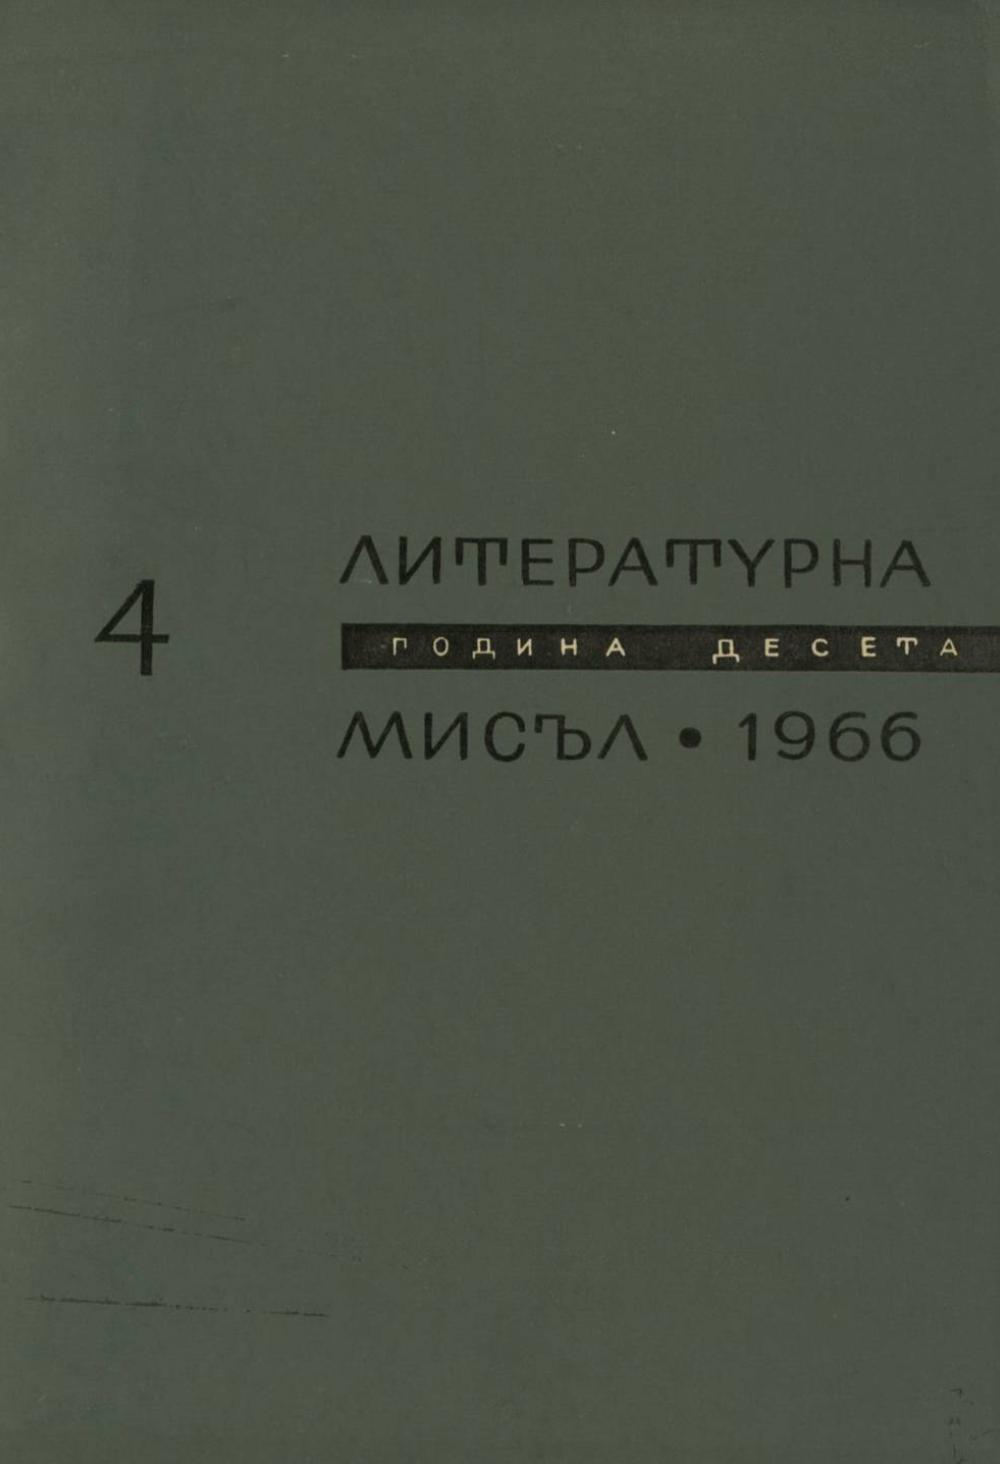 4
ЛИТЕРАТУРНА
ГОДИНА ДЕСЕТА
МИСЪЛ • 1966